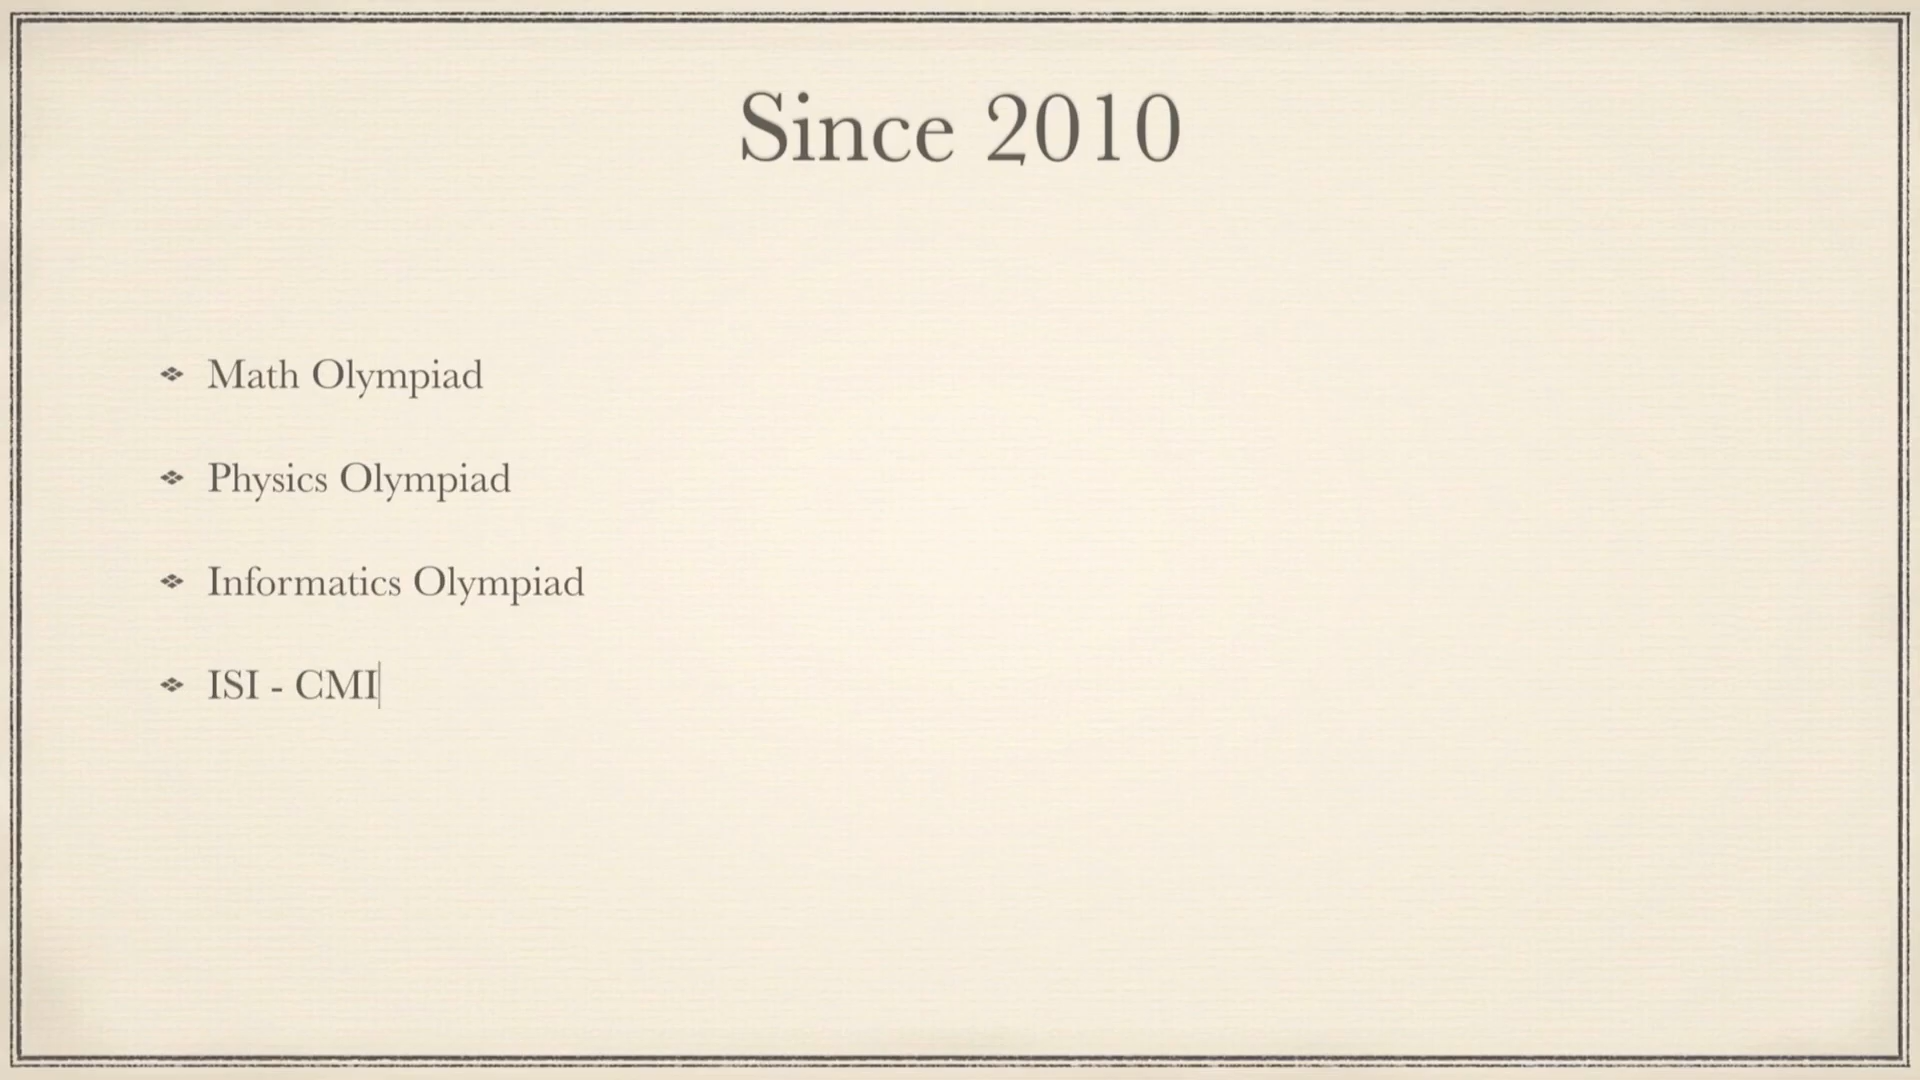 Since 2010
Math Olympiad
Physics Olympiad
Informatics Olympiad
ISI - CMI